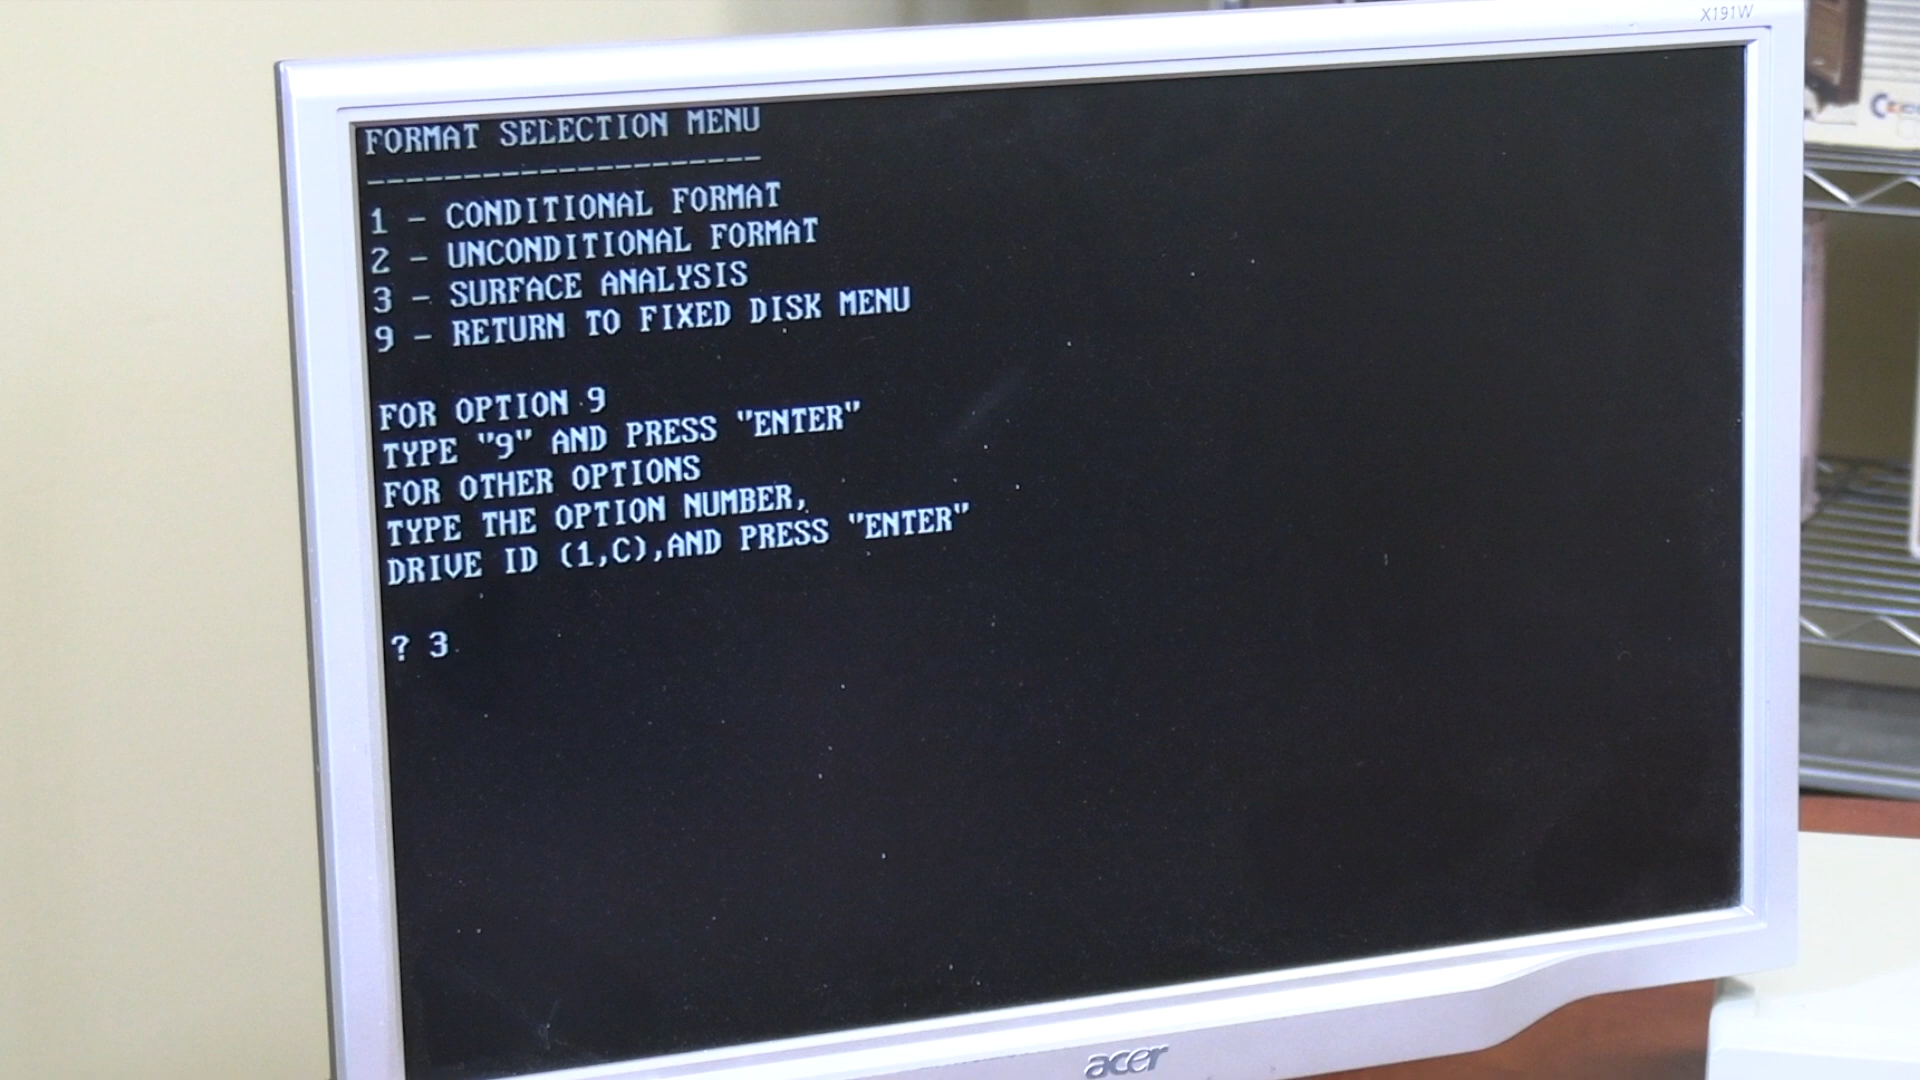 X191W
FORMAT SELECTION MENU
---------------------
1 - CONDITIONAL FORMAT
2 - UNCONDITIONAL FORMAT
3 - SURFACE ANALYSIS
9 - RETURN TO FIXED DISK MENU
FOR OPTION 9
TYPE "9" AND PRESS "ENTER"
FOR OTHER OPTIONS
TYPE THE OPTION NUMBER,
DRIVE ID (1,C),AND PRESS "ENTER"
? 3
acer